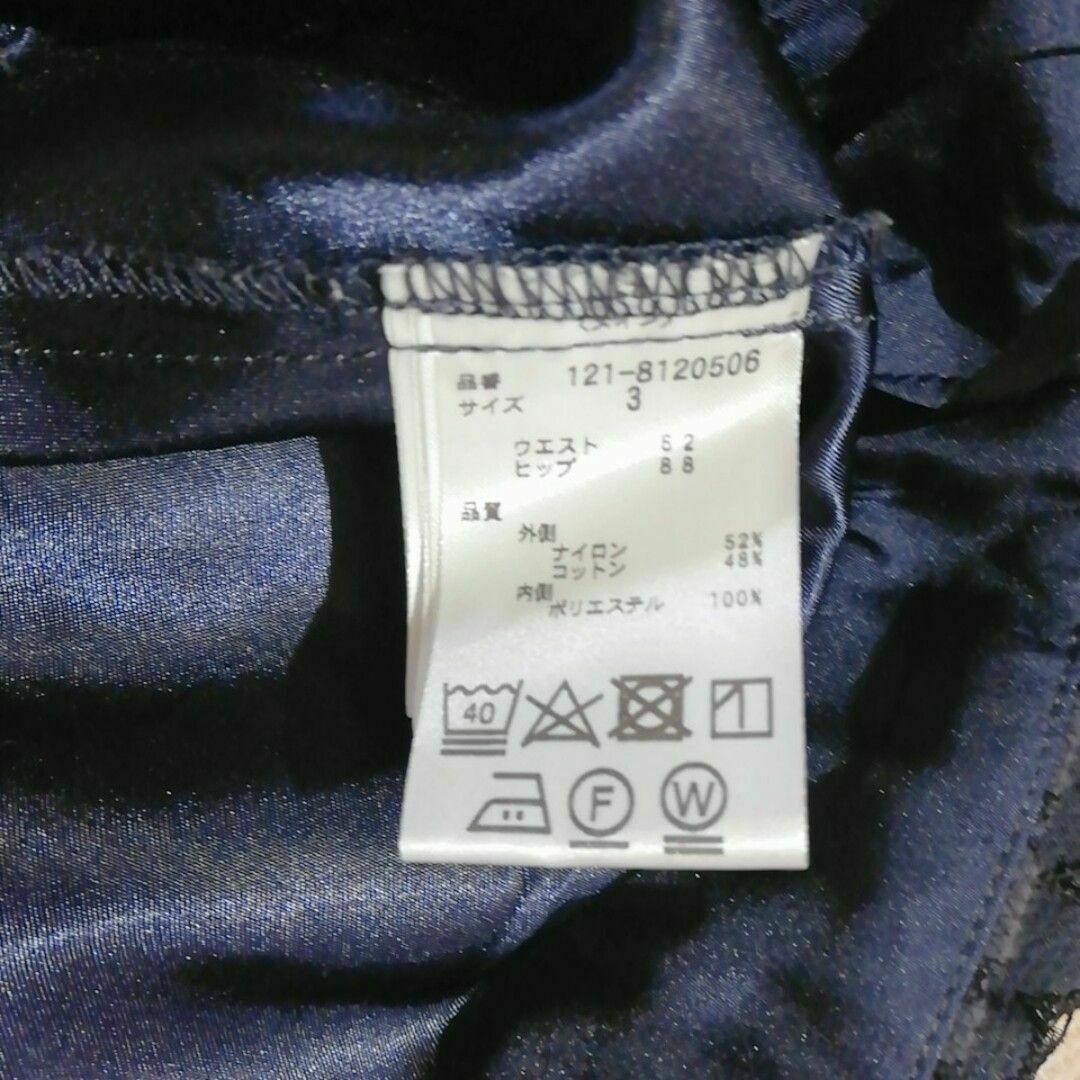 品番 121-8120506
サイズ 3
ウエスト 62
ヒップ 88
品質
外側
ナイロン 52%
コットン 48%
内側
ポリエステル 100%
40
F W